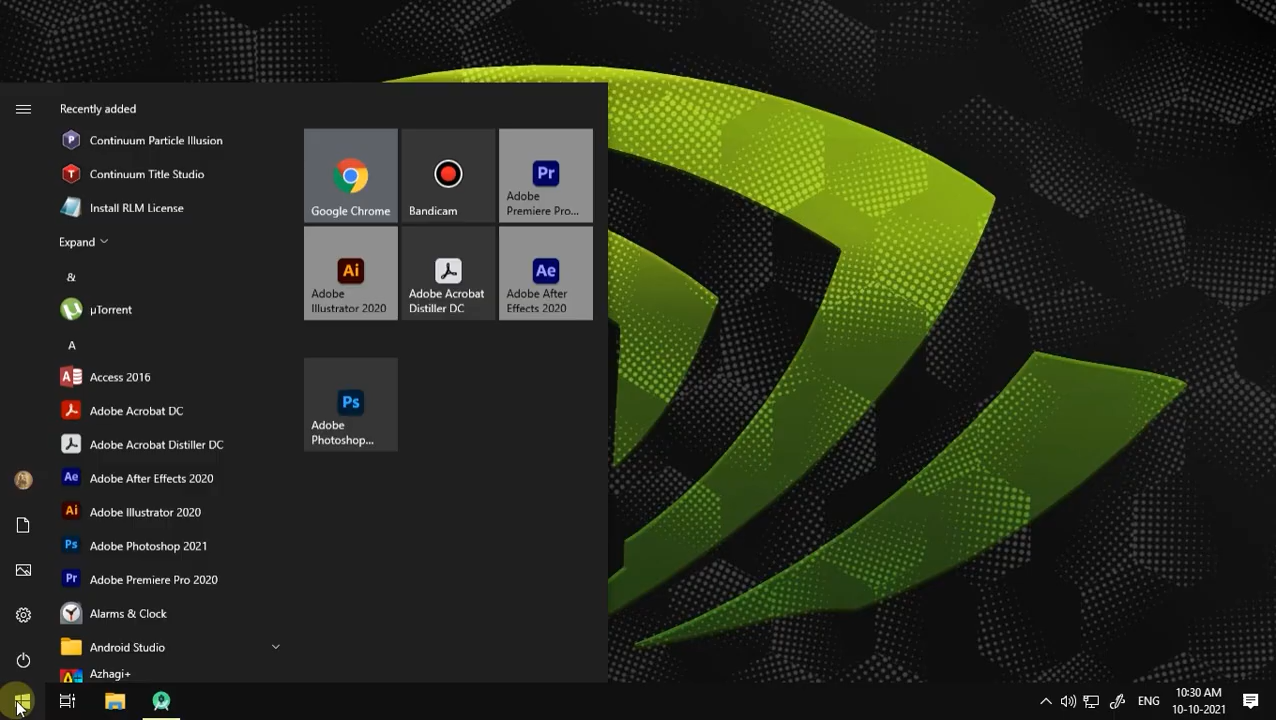 Recently added
Continuum Particle Illusion
Continuum Title Studio
Install RLM License
Expand
&
µTorrent
A
Access 2016
Adobe Acrobat DC
Adobe Acrobat Distiller DC
Adobe After Effects 2020
Adobe Illustrator 2020
Adobe Photoshop 2021
Adobe Premiere Pro 2020
Alarms & Clock
Android Studio
Azhagi+
Google Chrome
Bandicam
Pr
Adobe
Premiere Pro...
Ai
Adobe
Illustrator 2020
Adobe Acrobat
Distiller DC
Ae
Adobe After
Effects 2020
Ps
Adobe
Photoshop...
ENG
10:30 AM
10-10-2021